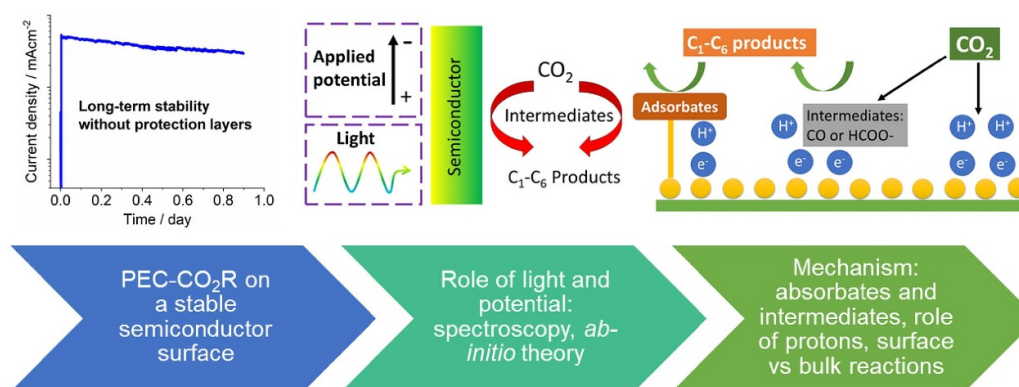 Current density / mAcm-2
Long-term stability
without protection layers
0.0 0.2 0.4 0.6 0.8 1.0
Time / day
Applied
potential
−
+
Light
Semiconductor
CO2
Intermediates
C1-C6 Products
C1-C6 products
CO2
Adsorbates
Intermediates:
CO or HCOO-
H+
H+
H+
H+
e-
e-
e-
e-
e-
PEC-CO2R on
a stable
semiconductor
surface
Role of light and
potential:
spectroscopy, ab-
initio theory
Mechanism:
absorbates and
intermediates, role
of protons, surface
vs bulk reactions